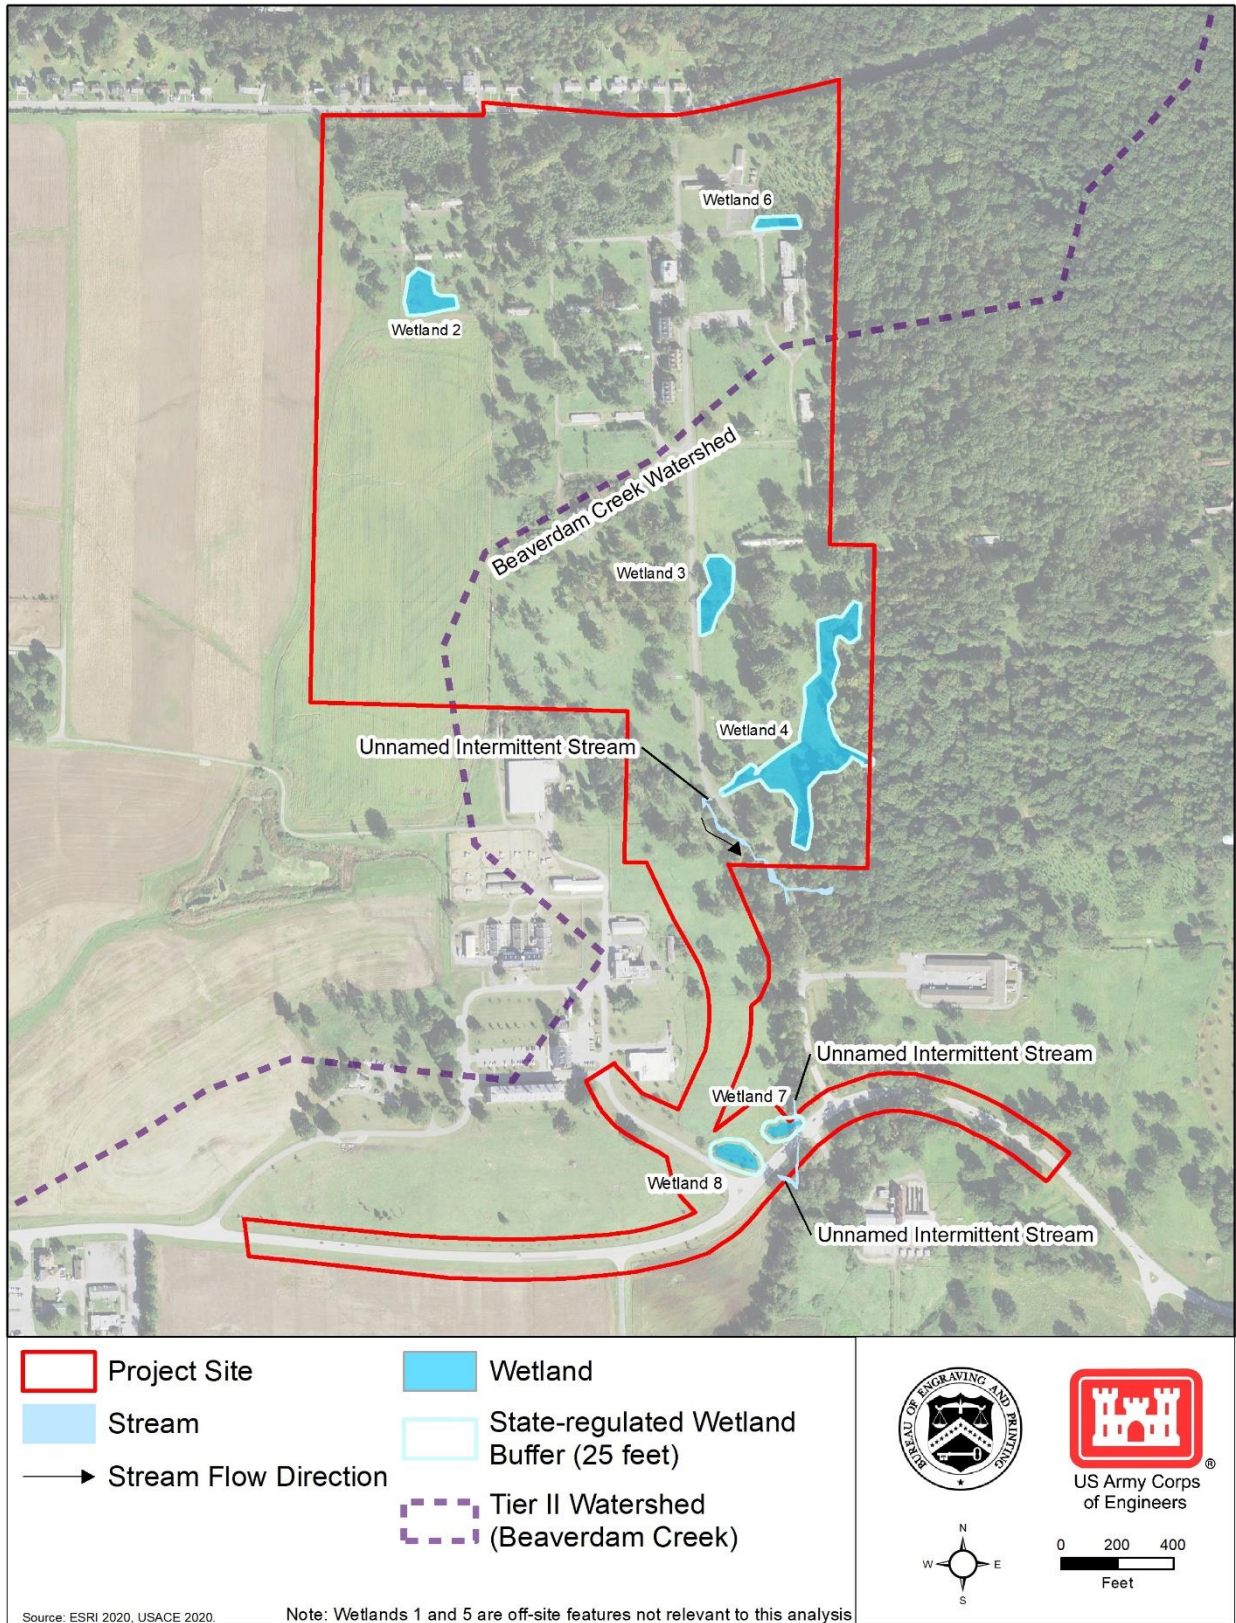 Wetland 6
Wetland 2
Beaverdam Creek Watershed
Wetland 3
Wetland 4
Unnamed Intermittent Stream
Unnamed Intermittent Stream
Wetland 7
Wetland 8
Unnamed Intermittent Stream
Project Site
Stream
Stream Flow Direction
Wetland
State-regulated Wetland
Buffer (25 feet)
Tier II Watershed
(Beaverdam Creek)
BUREAU OF ENGRAVING AND PRINTING
®
US Army Corps
of Engineers
N
W E
S
0 200 400
Feet
Source: ESRI 2020, USACE 2020.
Note: Wetlands 1 and 5 are off-site features not relevant to this analysis